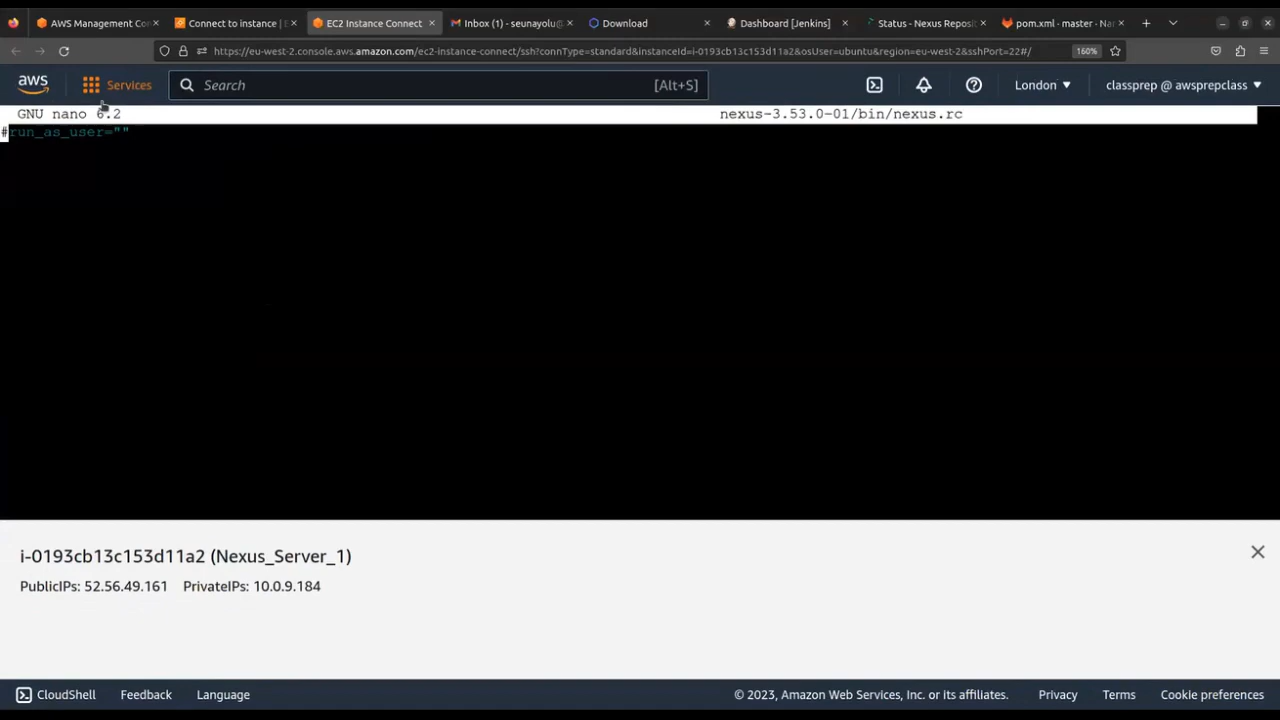 AWS Management Co
Connect to instance | E
EC2 Instance Connect
Inbox (1) - seunayolu@
Download
Dashboard [Jenkins]
Status - Nexus Reposit
pom.xml · master · Nan
https://eu-west-2.console.aws.amazon.com/ec2-instance-connect/ssh?connType=standard&instanceId=i-0193cb13c153d11a2&osUser=ubuntu&region=eu-west-2&sshPort=22#/
160%
aws
Services
Search
[Alt+S]
London
classprep @ awsprepclass
GNU nano 6.2
nexus-3.53.0-01/bin/nexus.rc
#run_as_user=""
i-0193cb13c153d11a2 (Nexus_Server_1)
PublicIPs: 52.56.49.161 PrivateIPs: 10.0.9.184
CloudShell
Feedback
Language
© 2023, Amazon Web Services, Inc. or its affiliates.
Privacy
Terms
Cookie preferences